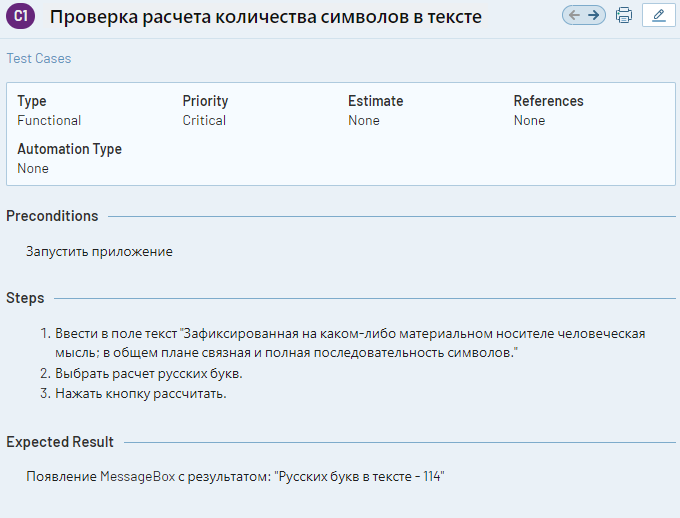 C1 Проверка расчета количества символов в тексте
Test Cases
Type Priority Estimate References
Functional Critical None None
Automation Type
None
Preconditions
Запустить приложение
Steps
1. Ввести в поле текст "Зафиксированная на каком-либо материальном носителе человеческая
мысль; в общем плане связная и полная последовательность символов."
2. Выбрать расчет русских букв.
3. Нажать кнопку рассчитать.
Expected Result
Появление MessageBox с результатом: "Русских букв в тексте - 114"